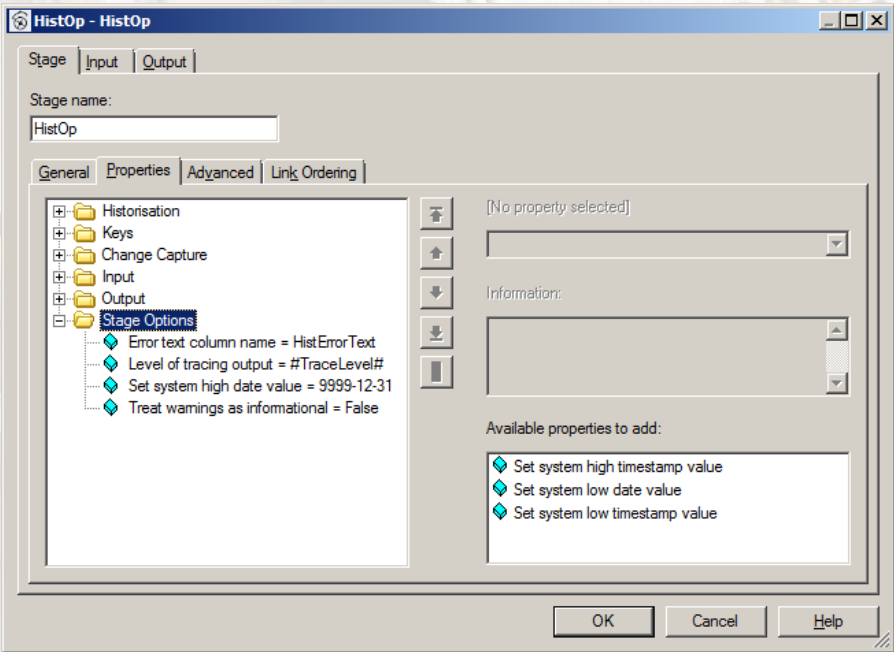 HistOp - HistOp
Stage Input Output
Stage name:
HistOp
General Properties Advanced Link Ordering
Historisation
Keys
Change Capture
Input
Output
Stage Options
Error text column name = HistErrorText
Level of tracing output = #TraceLevel#
Set system high date value = 9999-12-31
Treat warnings as informational = False
[No property selected]
Information:
Available properties to add:
Set system high timestamp value
Set system low date value
Set system low timestamp value
OK Cancel Help